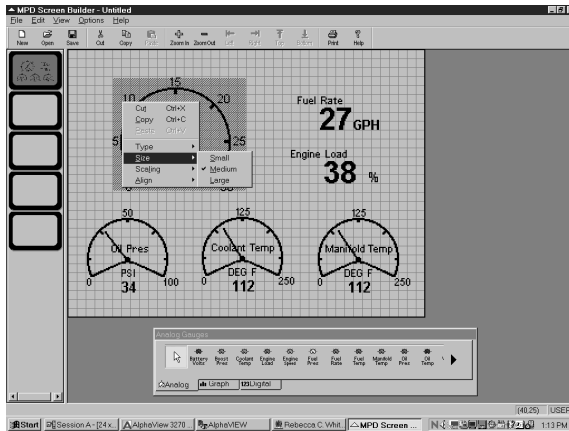 MPD Screen Builder - Untitled
File Edit View Options Help
New Open Save Cut Copy Paste Zoom In Zoom Out Left Right Top Bottom Print Help
15
10 20
5 25
Cut Ctrl+X
Copy Ctrl+C
Paste Ctrl+V
Type
Size
Scaling
Align
Small
Medium
Large
Fuel Rate
27 GPH
Engine Load
38 %
50 125 125
Oil Pres Coolant Temp Manifold Temp
PSI DEG F DEG F
0 34 100 0 112 250 0 112 250
Analog Gauges
Battery Volts Boost Pres Coolant Temp Engine Load Engine Speed Fuel Pres Fuel Rate Fuel Temp Manifold Temp Oil Pres Oil Temp
Analog Graph 123 Digital
(40,25) USER
Start Session A - [24 x... AlphaView 3270 ... AlphaVIEW Rebecca C. Whit... MPD Screen ... 1:13 PM